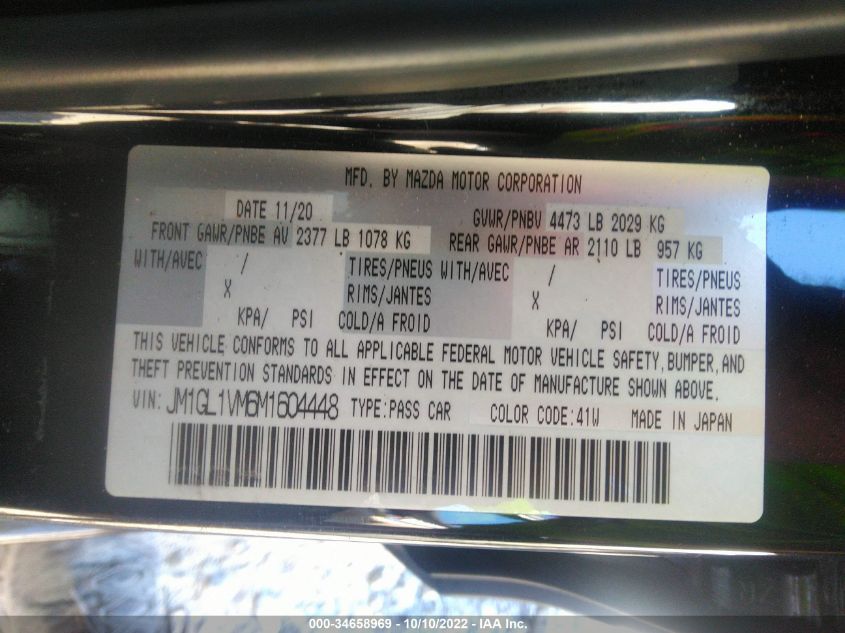 MFD. BY MAZDA MOTOR CORPORATION
DATE 11/20 GVWR/PNBV 4473 LB 2029 KG
FRONT GAWR/PNBE AV 2377 LB 1078 KG REAR GAWR/PNBE AR 2110 LB 957 KG
WITH/AVEC / TIRES/PNEUS WITH/AVEC / TIRES/PNEUS
X RIMS/JANTES X RIMS/JANTES
KPA/ PSI COLD/A FROID KPA/ PSI COLD/A FROID
THIS VEHICLE CONFORMS TO ALL APPLICABLE FEDERAL MOTOR VEHICLE SAFETY, BUMPER, AND
THEFT PREVENTION STANDARDS IN EFFECT ON THE DATE OF MANUFACTURE SHOWN ABOVE.
VIN: JM1GL1VM6M1604448 TYPE:PASS CAR COLOR CODE:41W MADE IN JAPAN
000-34658969 - 10/10/2022 - IAA Inc.